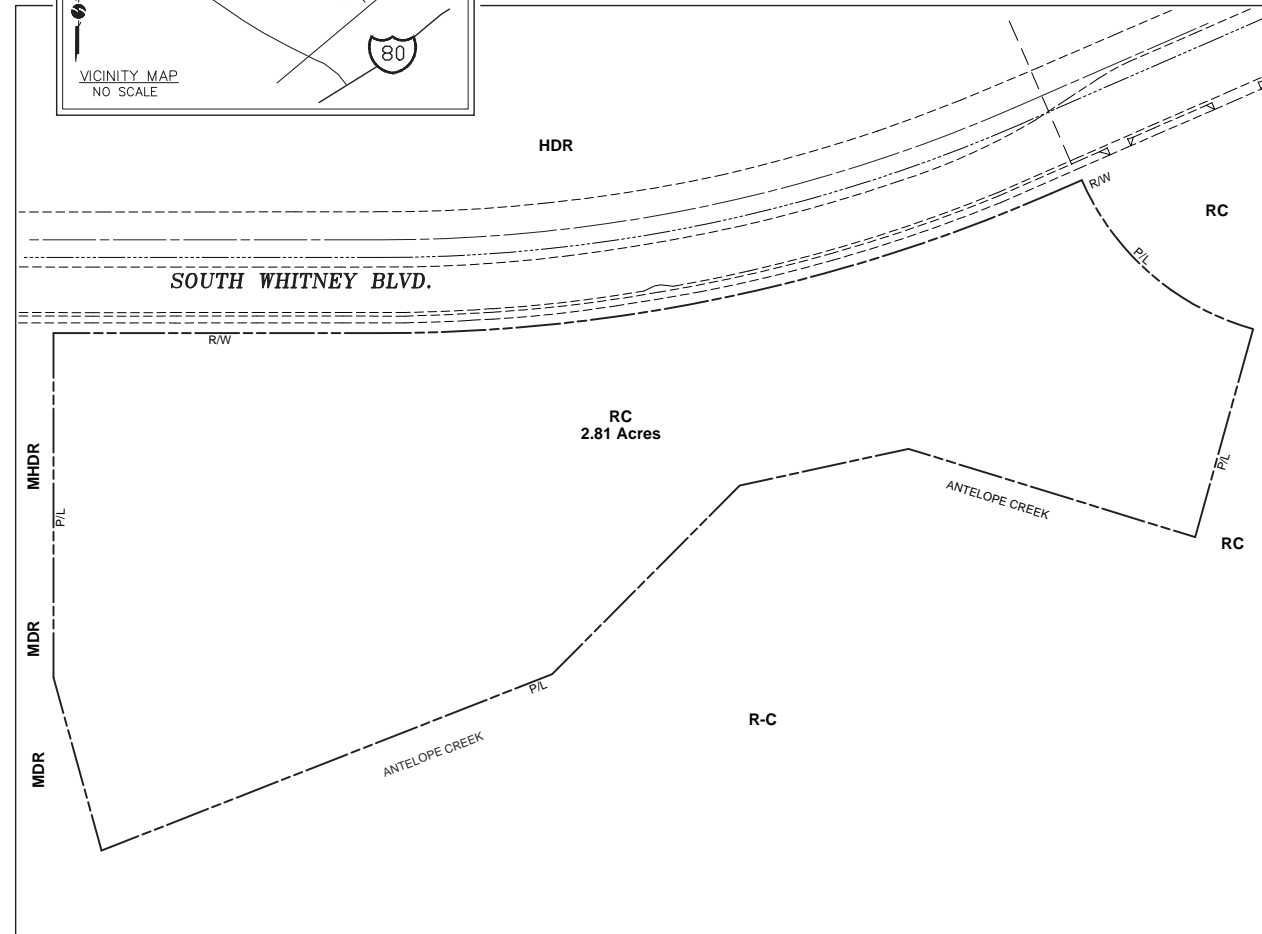 80
VICINITY MAP
NO SCALE
HDR
R/W
RC
P/L
SOUTH WHITNEY BLVD.
R/W
RC
2.81 Acres
MHDR
P/L
P/L
ANTELOPE CREEK
RC
MDR
P/L
R-C
ANTELOPE CREEK
MDR